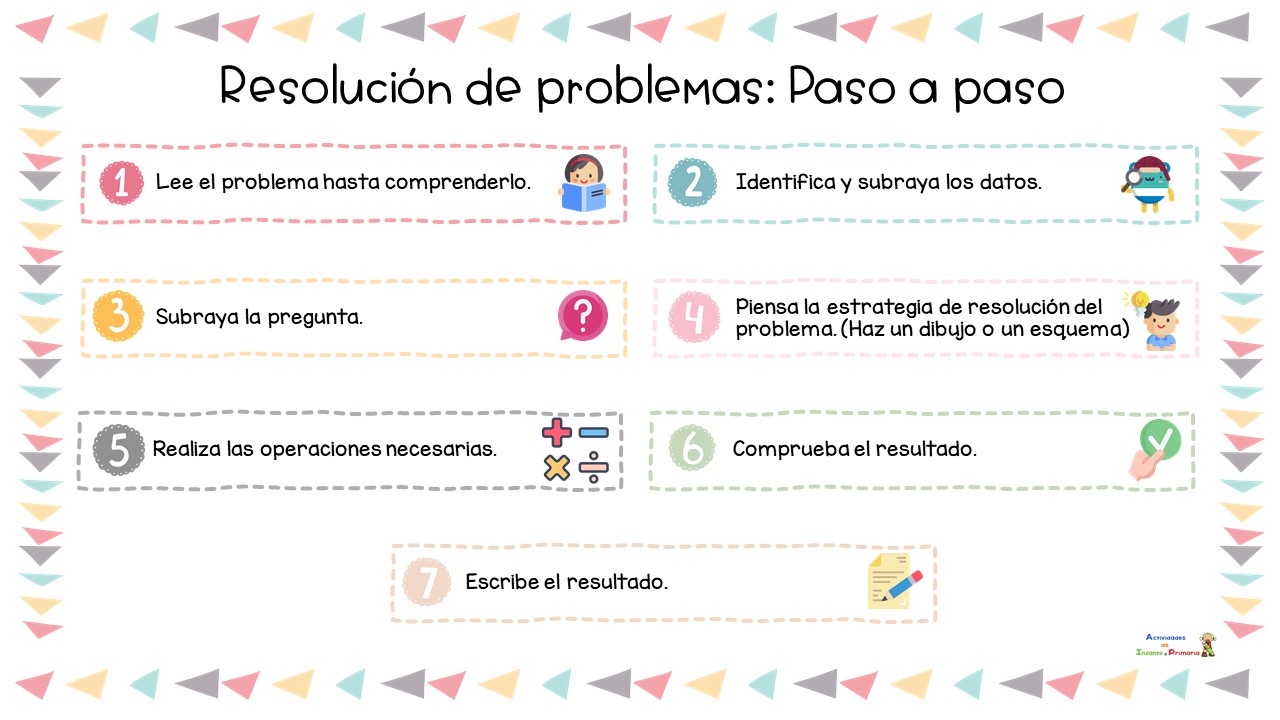 Resolución de problemas: Paso a paso
1 Lee el problema hasta comprenderlo.
2 Identifica y subraya los datos.
3 Subraya la pregunta.
?
4 Piensa la estrategia de resolución del
problema. (Haz un dibujo o un esquema)
5 Realiza las operaciones necesarias.
6 Comprueba el resultado.
7 Escribe el resultado.
Actividades
de
Infantil y Primaria